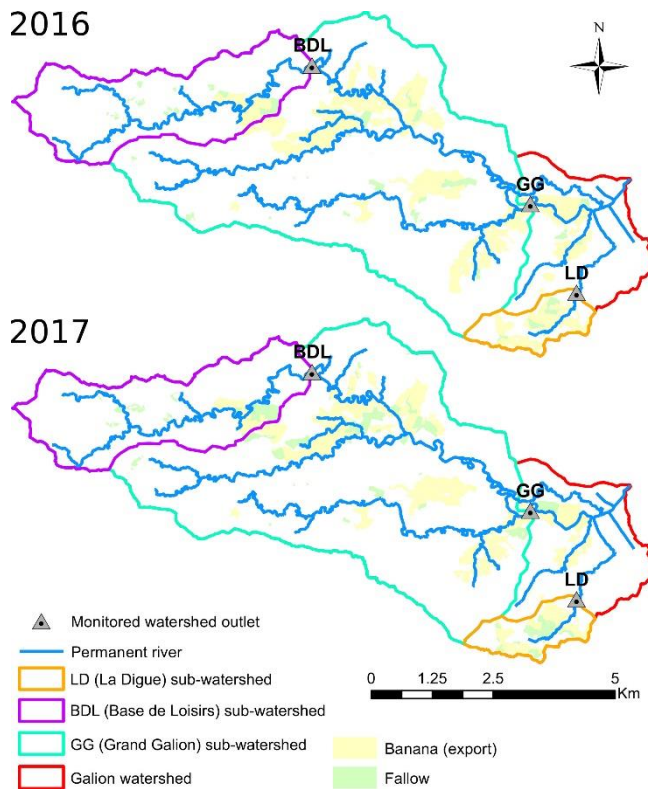 2016
N
BDL
GG
LD
2017
BDL
GG
LD
Monitored watershed outlet
Permanent river
LD (La Digue) sub-watershed
BDL (Base de Loisirs) sub-watershed
GG (Grand Galion) sub-watershed
Galion watershed
0 1.25 2.5 5
Km
Banana (export)
Fallow